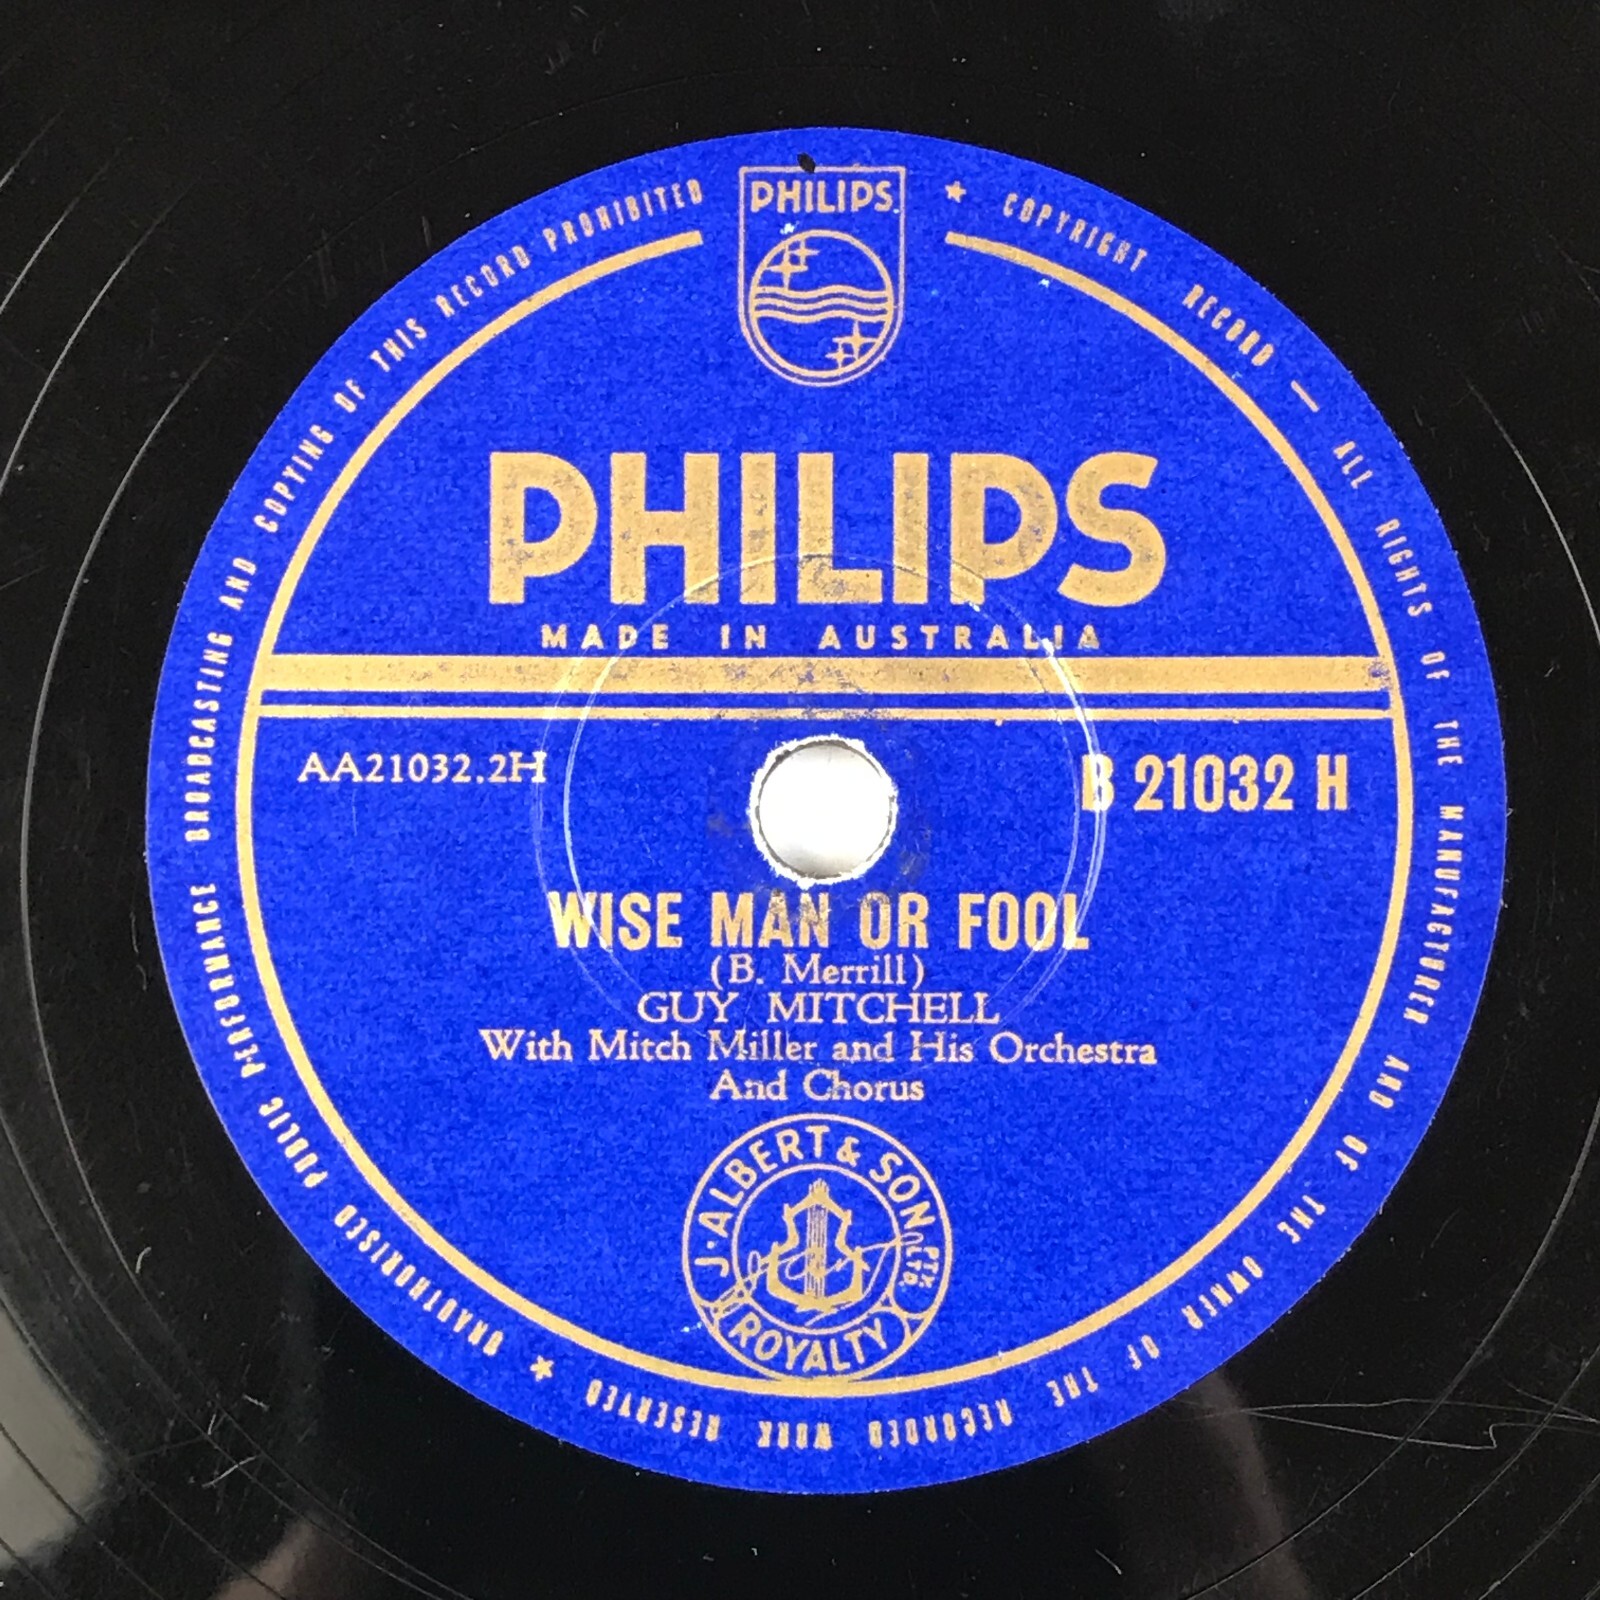 PHILIPS.
PHILIPS
MADE IN AUSTRALIA
AA21032.2H
B 21032 H
WISE MAN OR FOOL
(B. Merrill)
GUY MITCHELL
With Mitch Miller and His Orchestra
And Chorus
J. ALBERT & SON PTY. LTD.
ROYALTY
★ COPYRIGHT RECORD — ALL RIGHTS OF THE MANUFACTURER AND OF THE OWNER OF THE RECORDED WORK RESERVED ★ UNAUTHORISED PUBLIC PERFORMANCE BROADCASTING AND COPYING OF THIS RECORD PROHIBITED